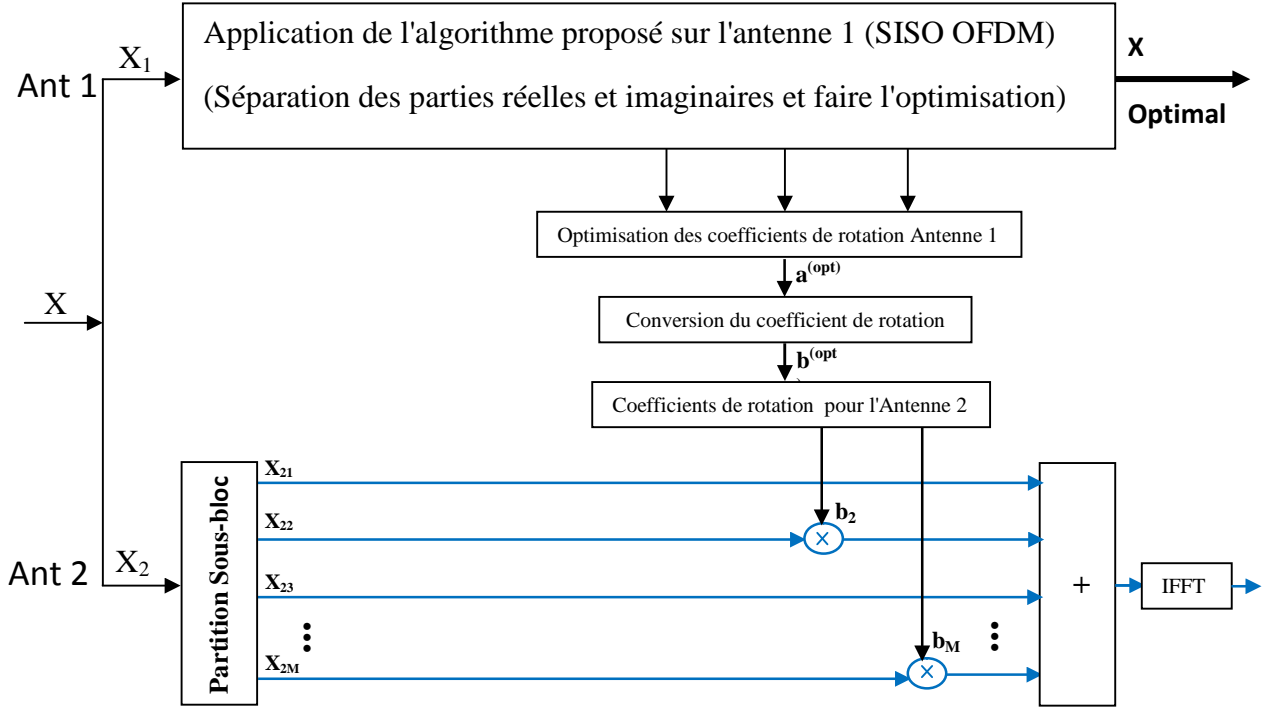 Application de l'algorithme proposé sur l'antenne 1 (SISO OFDM)
(Séparation des parties réelles et imaginaires et faire l'optimisation)
Ant 1
X₁
X
Optimal
Optimisation des coefficients de rotation Antenne 1
a⁽ᵒᵖᵗ⁾
X
Conversion du coefficient de rotation
b⁽ᵒᵖᵗ
Coefficients de rotation pour l'Antenne 2
Ant 2
X₂
Partition Sous-bloc
X₂₁
X₂₂
b₂
×
X₂₃
+
IFFT
...
...
X₂M
b_M
×